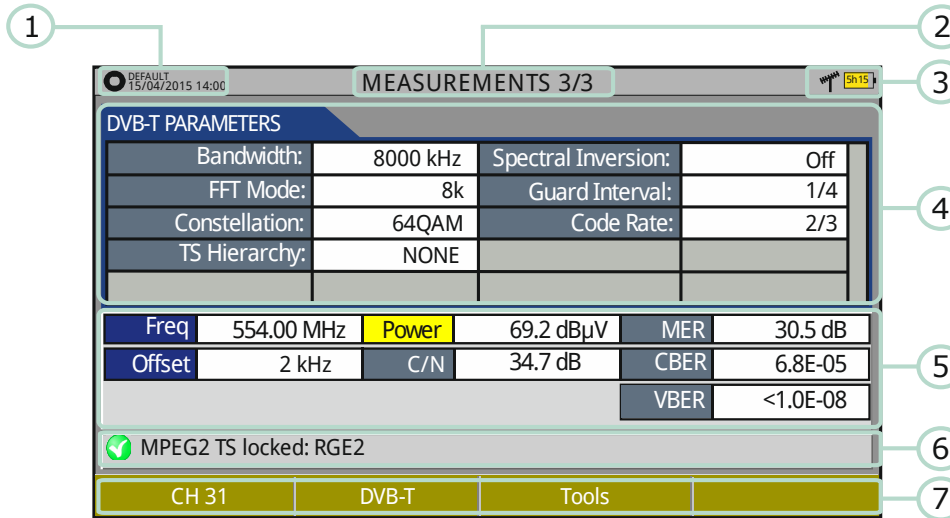 1
2
DEFAULT
15/04/2015 14:00
MEASUREMENTS 3/3
5h15
3
DVB-T PARAMETERS
Bandwidth: 8000 kHz Spectral Inversion: Off
FFT Mode: 8k Guard Interval: 1/4
4
Constellation: 64QAM Code Rate: 2/3
TS Hierarchy: NONE
Freq 554.00 MHz Power 69.2 dBµV MER 30.5 dB
Offset 2 kHz C/N 34.7 dB CBER 6.8E-05
5
VBER <1.0E-08
MPEG2 TS locked: RGE2
6
CH 31 DVB-T Tools
7